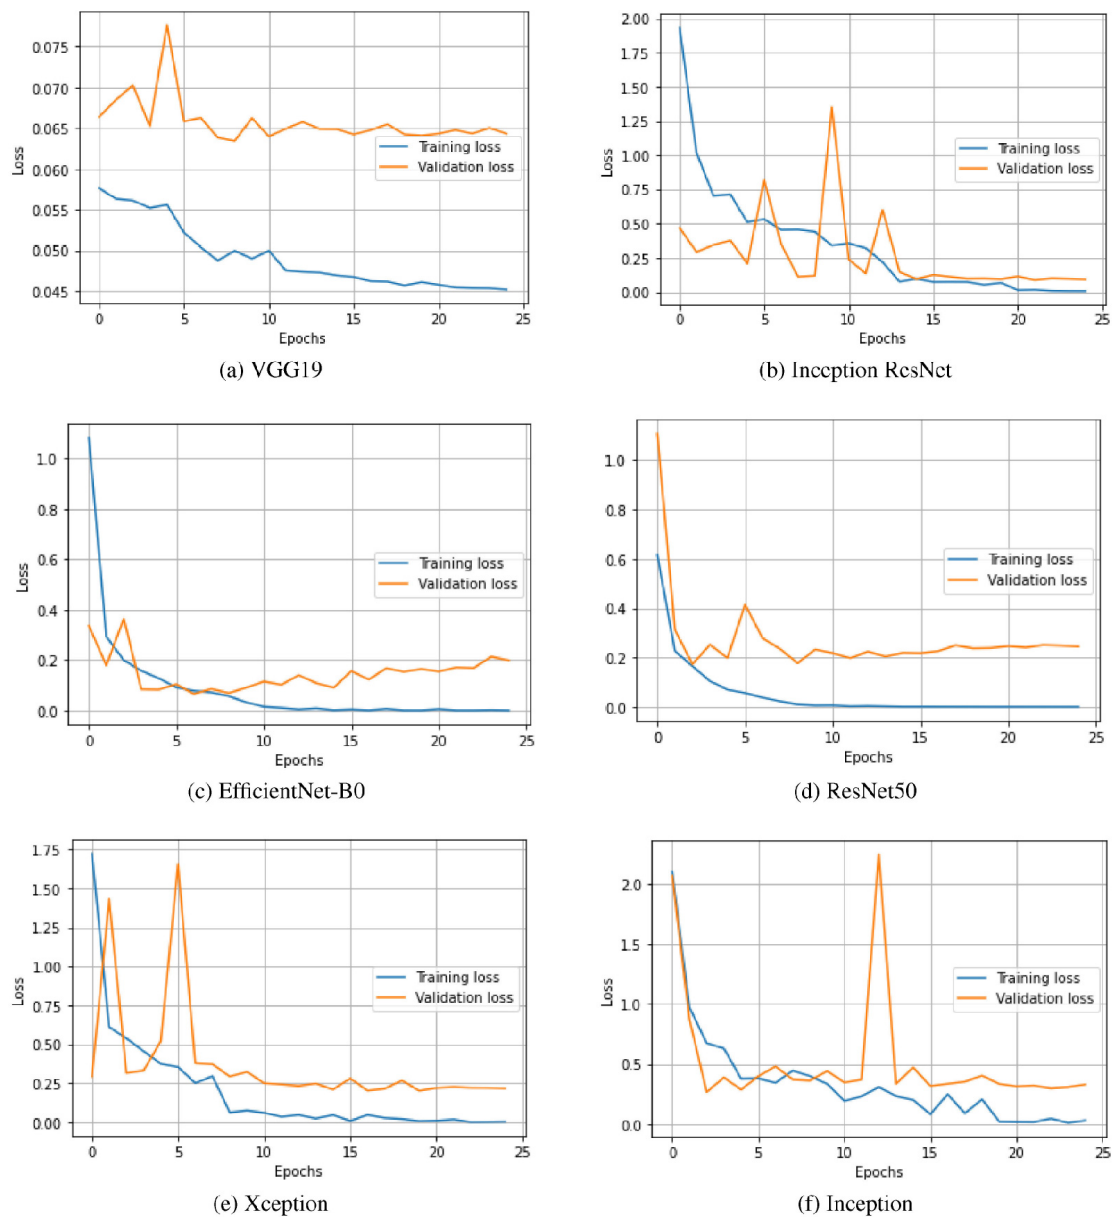 0.075
0.070
0.065
0.060
0.055
0.050
0.045
Loss
Training loss
Validation loss
0 5 10 15 20 25
Epochs
(a) VGG19
2.00
1.75
1.50
1.25
1.00
0.75
0.50
0.25
0.00
Loss
Training loss
Validation loss
0 5 10 15 20 25
Epochs
(b) Inception ResNet
1.0
0.8
0.6
0.4
0.2
0.0
Loss
Training loss
Validation loss
0 5 10 15 20 25
Epochs
(c) EfficientNet-B0
1.0
0.8
0.6
0.4
0.2
0.0
Loss
Training loss
Validation loss
0 5 10 15 20 25
Epochs
(d) ResNet50
1.75
1.50
1.25
1.00
0.75
0.50
0.25
0.00
Loss
Training loss
Validation loss
0 5 10 15 20 25
Epochs
(e) Xception
2.0
1.5
1.0
0.5
0.0
Loss
Training loss
Validation loss
0 5 10 15 20 25
Epochs
(f) Inception